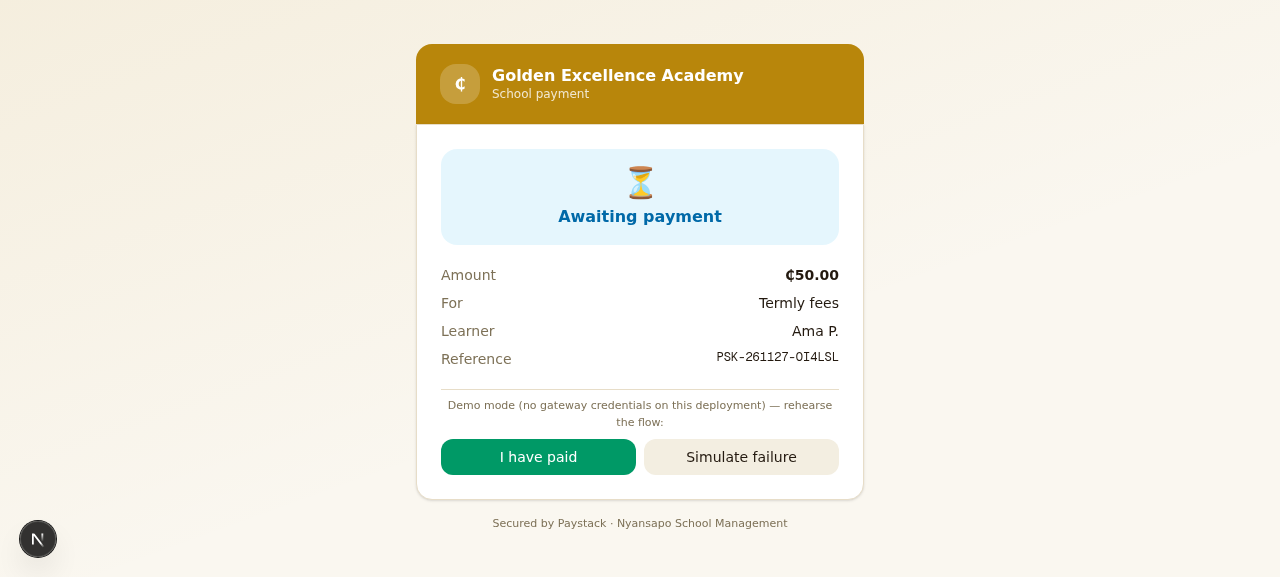 ₵
Golden Excellence Academy
School payment
Awaiting payment
Amount ₵50.00
For Termly fees
Learner Ama P.
Reference PSK-261127-OI4LSL
Demo mode (no gateway credentials on this deployment) — rehearse
the flow:
I have paid Simulate failure
Secured by Paystack · Nyansapo School Management
N